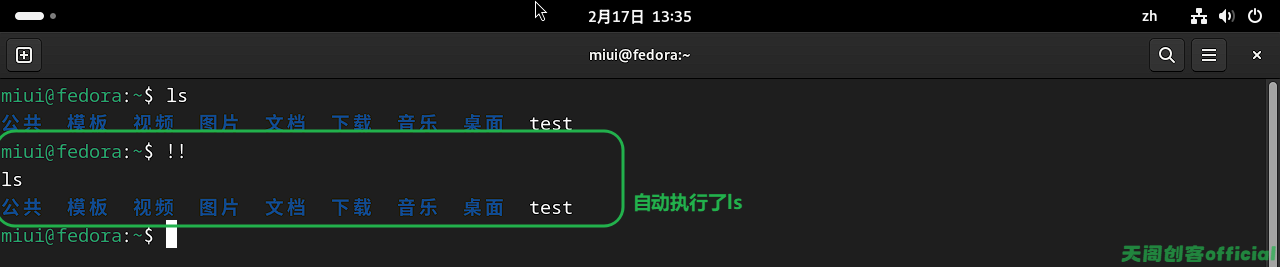 2月17日 13:35
zh
miui@fedora:~
miui@fedora:~$ ls
公共 模板 视频 图片 文档 下载 音乐 桌面 test
miui@fedora:~$ !!
ls
公共 模板 视频 图片 文档 下载 音乐 桌面 test
自动执行了ls
miui@fedora:~$
天阁创客official